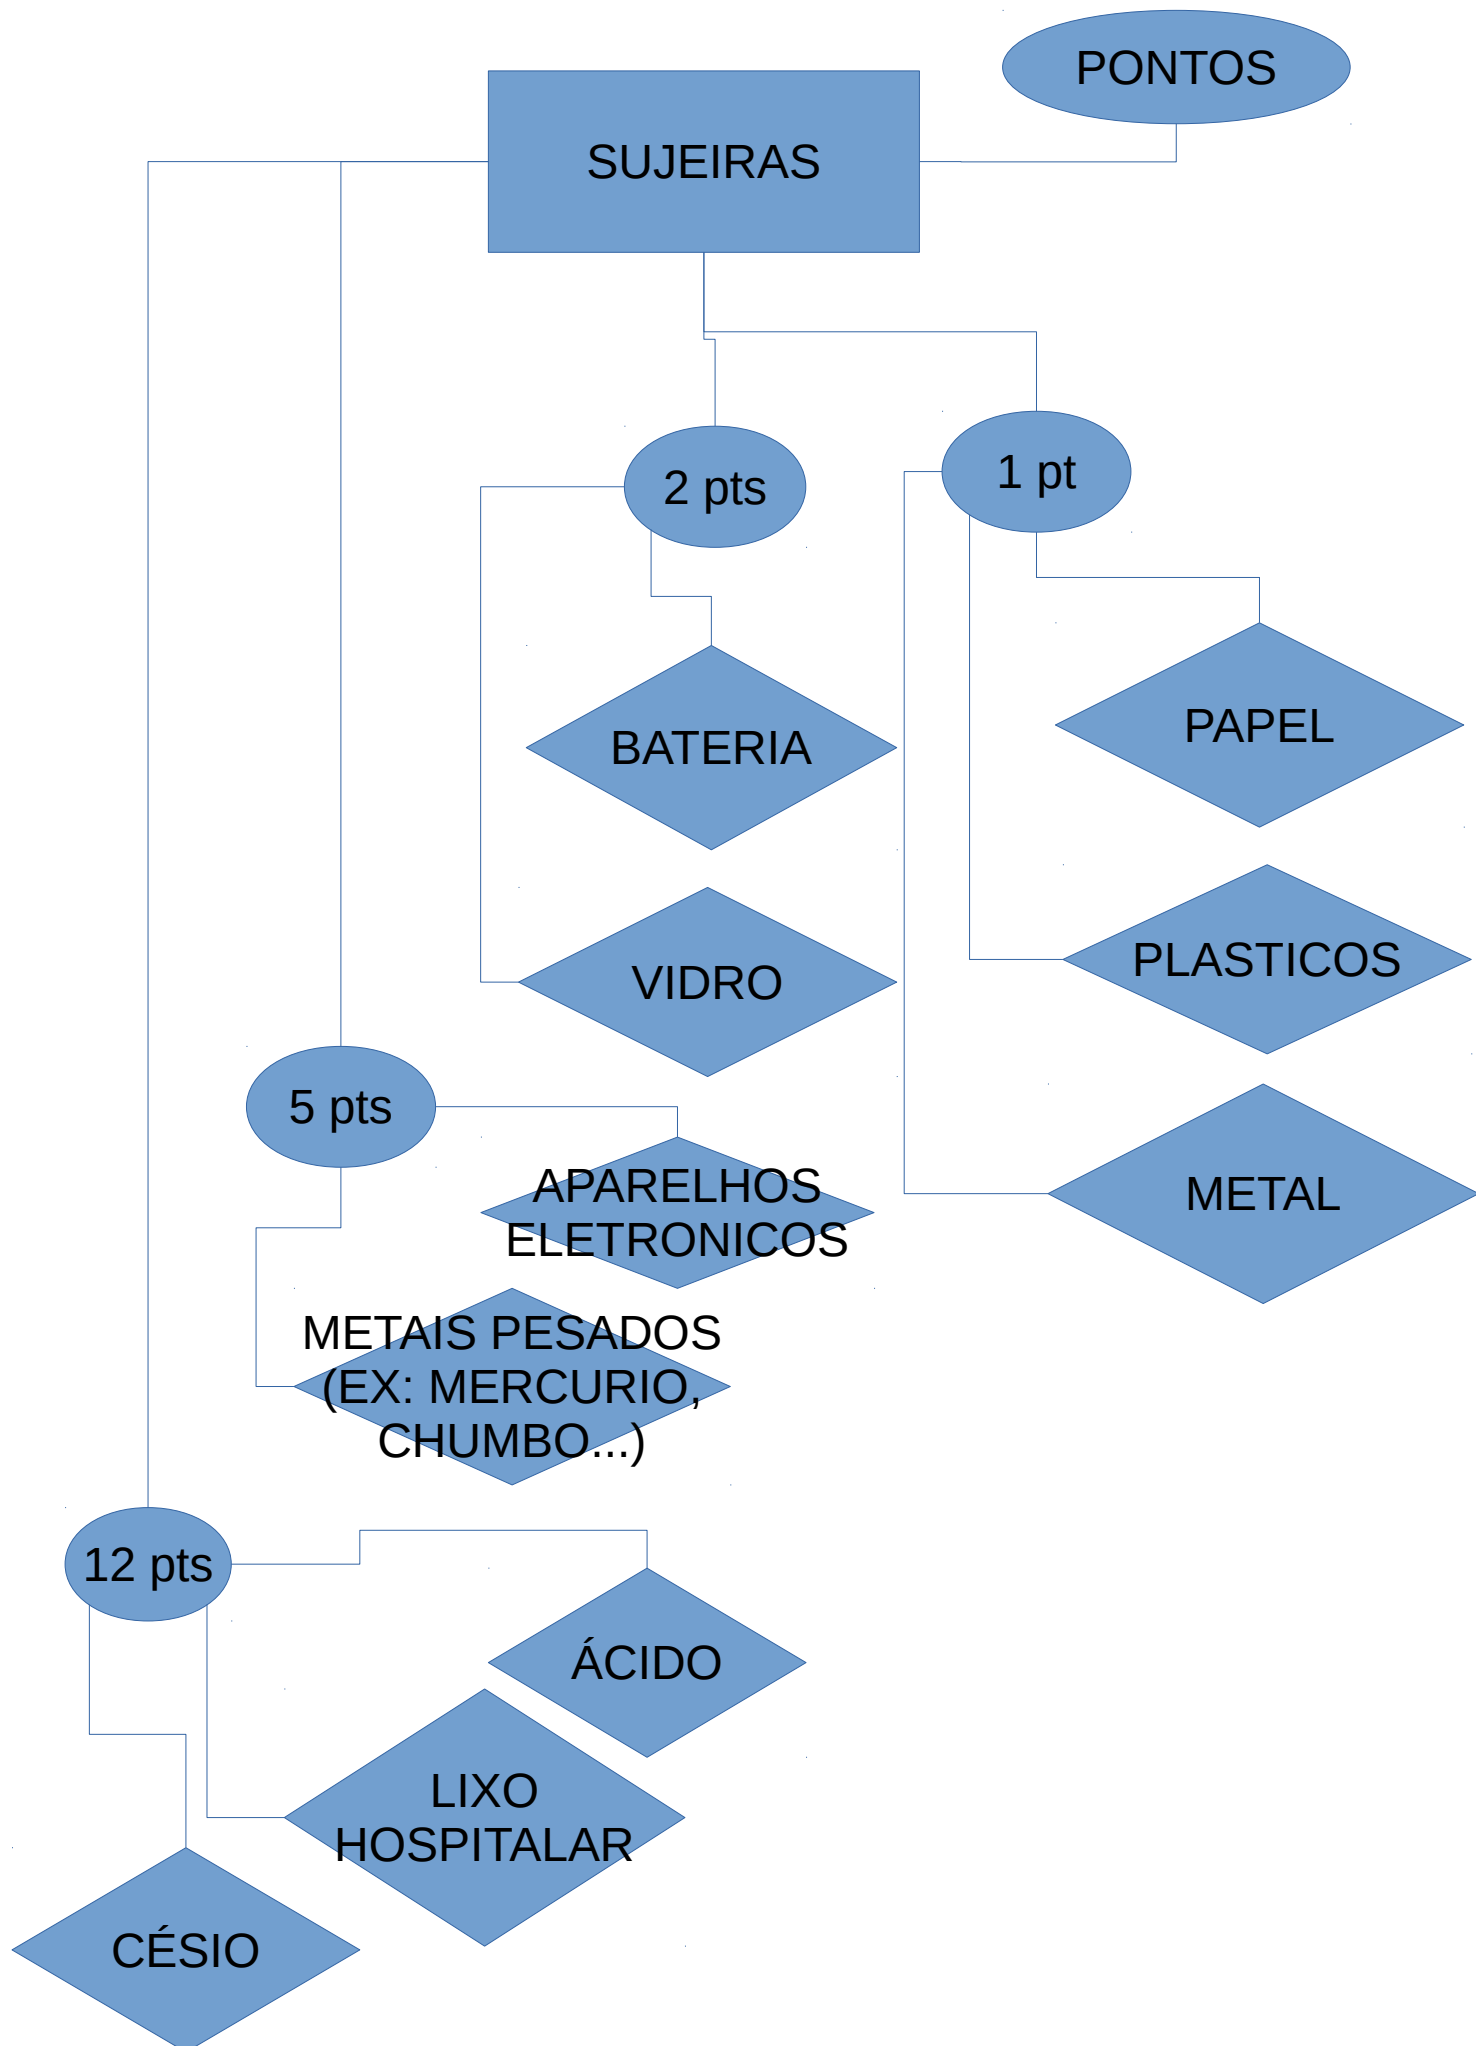 PONTOS
SUJEIRAS
2 pts
1 pt
BATERIA
PAPEL
VIDRO
PLASTICOS
5 pts
APARELHOS
ELETRONICOS
METAL
METAIS PESADOS
(EX: MERCURIO,
CHUMBO...)
12 pts
ÁCIDO
LIXO
HOSPITALAR
CÉSIO